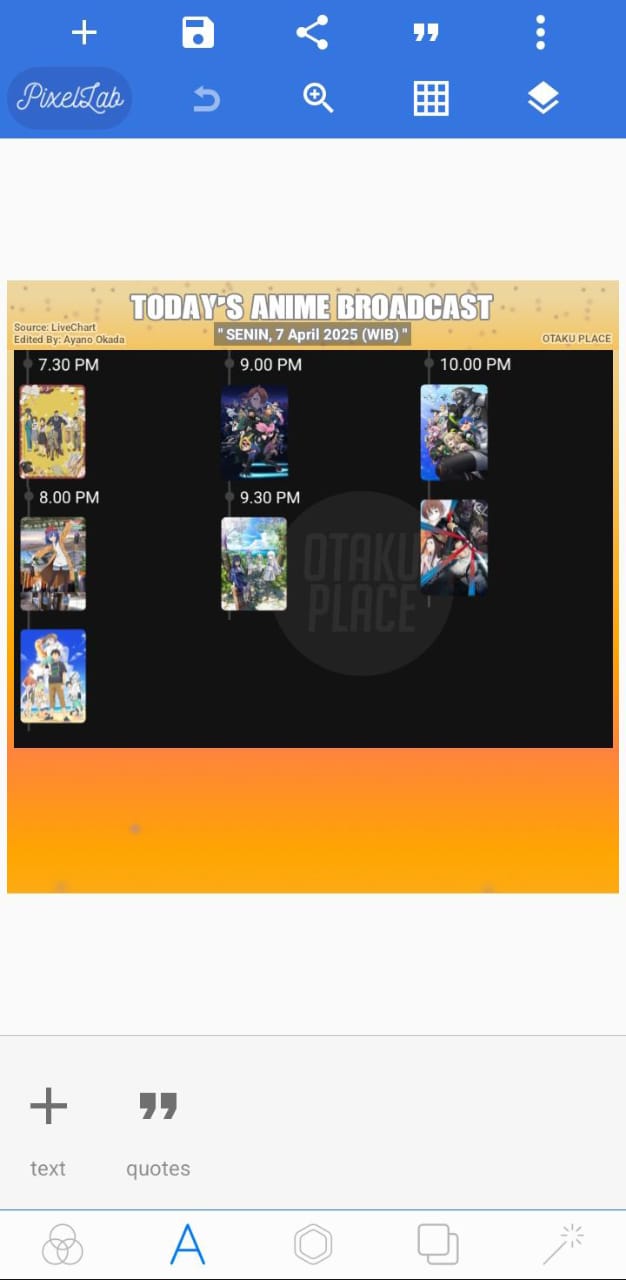 PixelLab
TODAY'S ANIME BROADCAST
" SENIN, 7 April 2025 (WIB) "
Source: LiveChart
Edited By: Ayano Okada
OTAKU PLACE
7.30 PM
9.00 PM
10.00 PM
8.00 PM
9.30 PM
OTAKU
PLACE
text
quotes